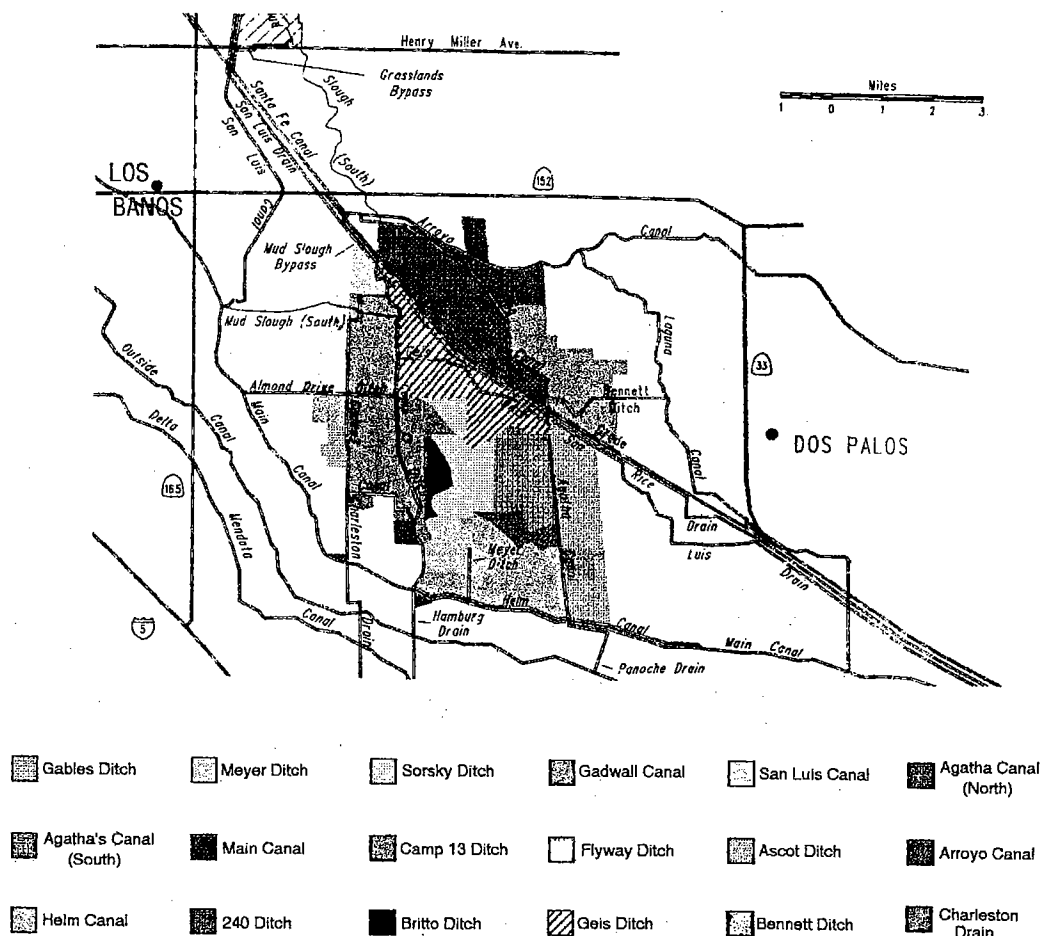 Mud
Henry Miller Ave.
Grasslands
Bypass
Slough
(South)
Santa Fe Canal
San Luis Drain
San Luis
Canal
Miles
1 0 1 2 3
LOS
BANOS
152
Arroyo
Canal
Mud Slough
Bypass
Mud Slough (South)
Laguna
Canal
33
Outside
Canal
Almond Drive Ditch
Bennett
Ditch
Delta
Main
Canal
DOS PALOS
165
Mendota
Canal
Rice
Drain
Luis
Drain
Charleston
Drain
Meyer
Ditch
Helm
Canal
Hamburg
Drain
5
Main Canal
Panoche Drain
Gables Ditch
Meyer Ditch
Sorsky Ditch
Gadwall Canal
San Luis Canal
Agatha Canal
(North)
Agatha's Canal
(South)
Main Canal
Camp 13 Ditch
Flyway Ditch
Ascot Ditch
Arroyo Canal
Helm Canal
240 Ditch
Britto Ditch
Geis Ditch
Bennett Ditch
Charleston
Drain